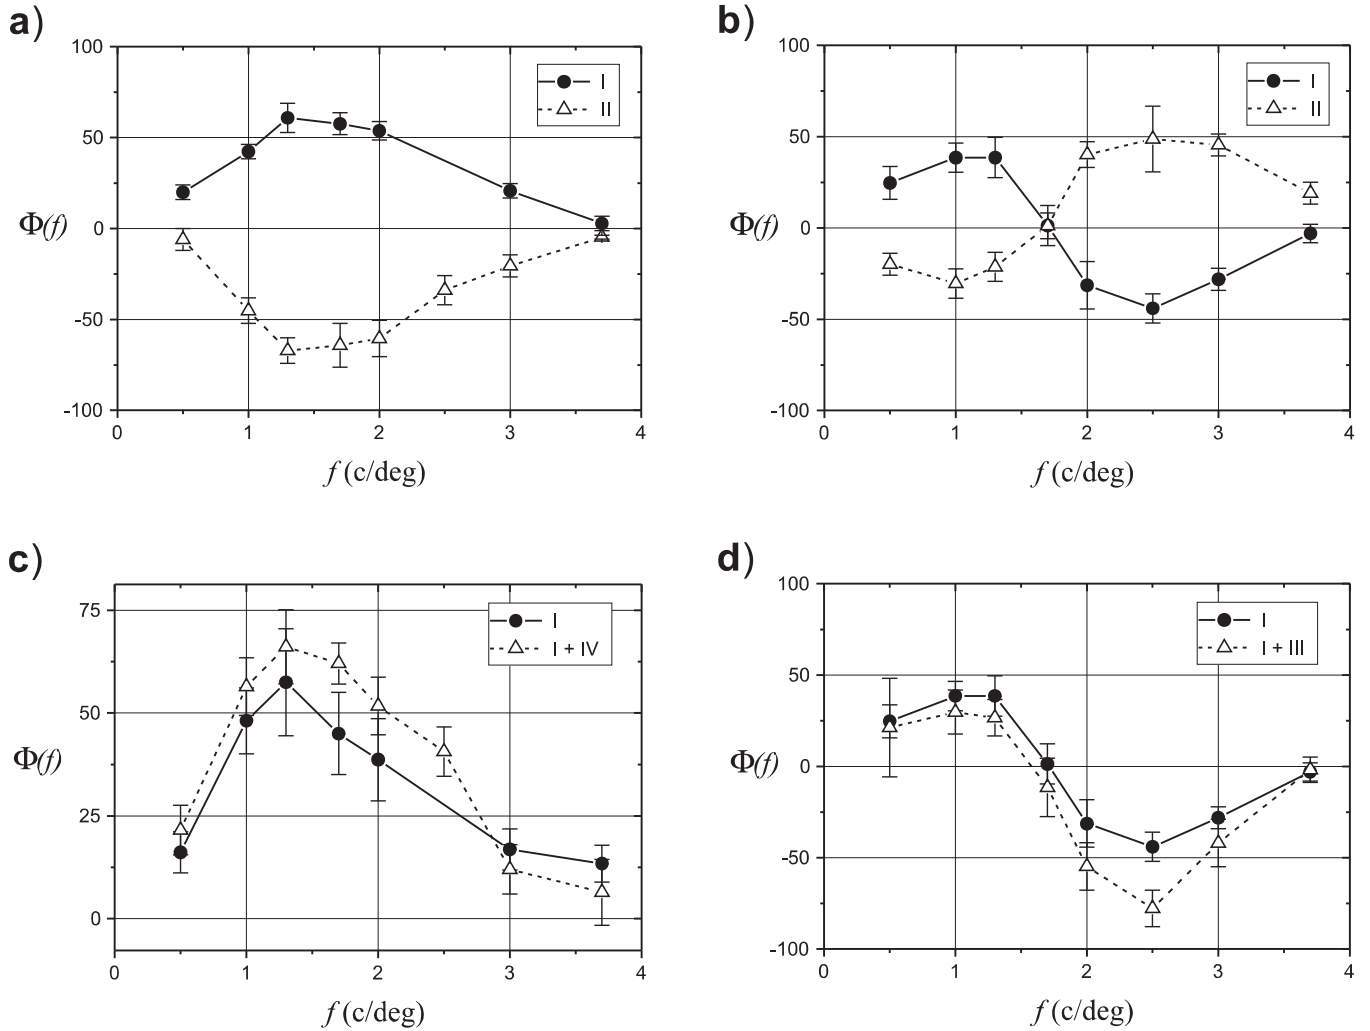 a)
100
50
0
-50
-100
Φ(f)
I
II
0 1 2 3 4
f (c/deg)
b)
100
50
0
-50
-100
Φ(f)
I
II
0 1 2 3 4
f (c/deg)
c)
75
50
25
0
Φ(f)
I
I + IV
0 1 2 3 4
f (c/deg)
d)
100
50
0
-50
-100
Φ(f)
I
I + III
0 1 2 3 4
f (c/deg)